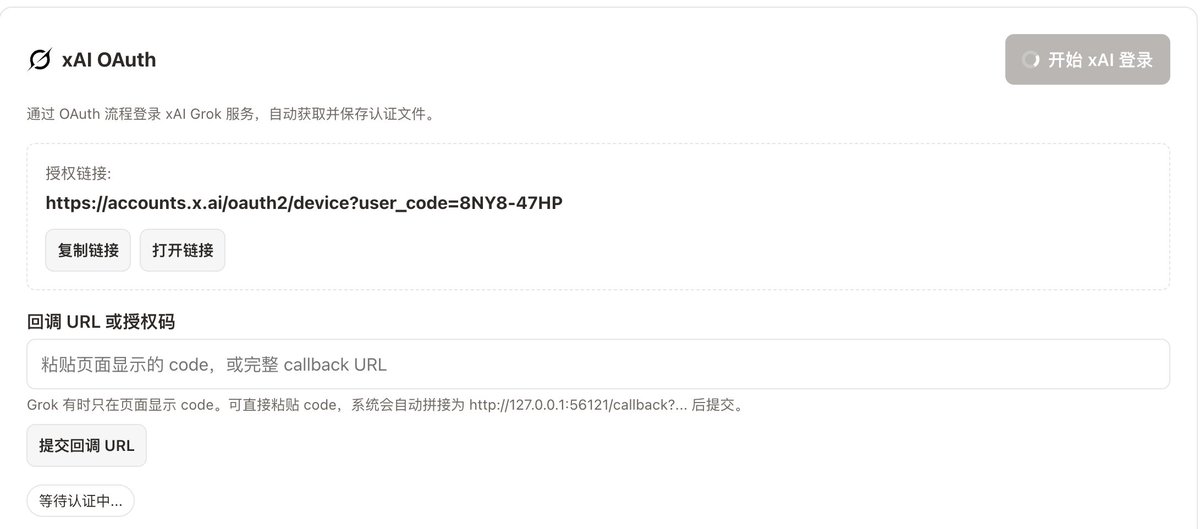 xAI OAuth
开始 xAI 登录
通过 OAuth 流程登录 xAI Grok 服务，自动获取并保存认证文件。
授权链接:
https://accounts.x.ai/oauth2/device?user_code=8NY8-47HP
复制链接
打开链接
回调 URL 或授权码
粘贴页面显示的 code，或完整 callback URL
Grok 有时只在页面显示 code。可直接粘贴 code，系统会自动拼接为 http://127.0.0.1:56121/callback?... 后提交。
提交回调 URL
等待认证中...